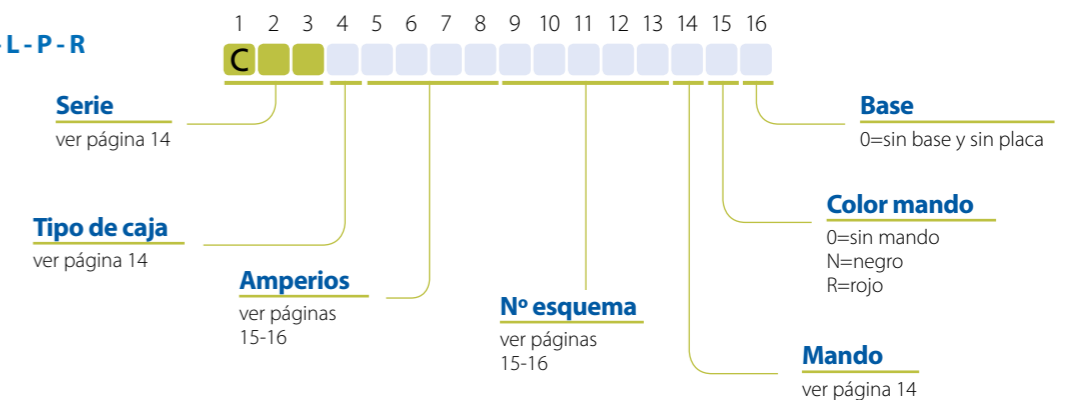 1 2 3 4 5 6 7 8 9 10 11 12 13 14 15 16
- L - P - R
C
Serie
ver página 14
Base
0=sin base y sin placa
Tipo de caja
ver página 14
Color mando
0=sin mando
N=negro
R=rojo
Amperios
ver páginas
15-16
Nº esquema
ver páginas
15-16
Mando
ver página 14